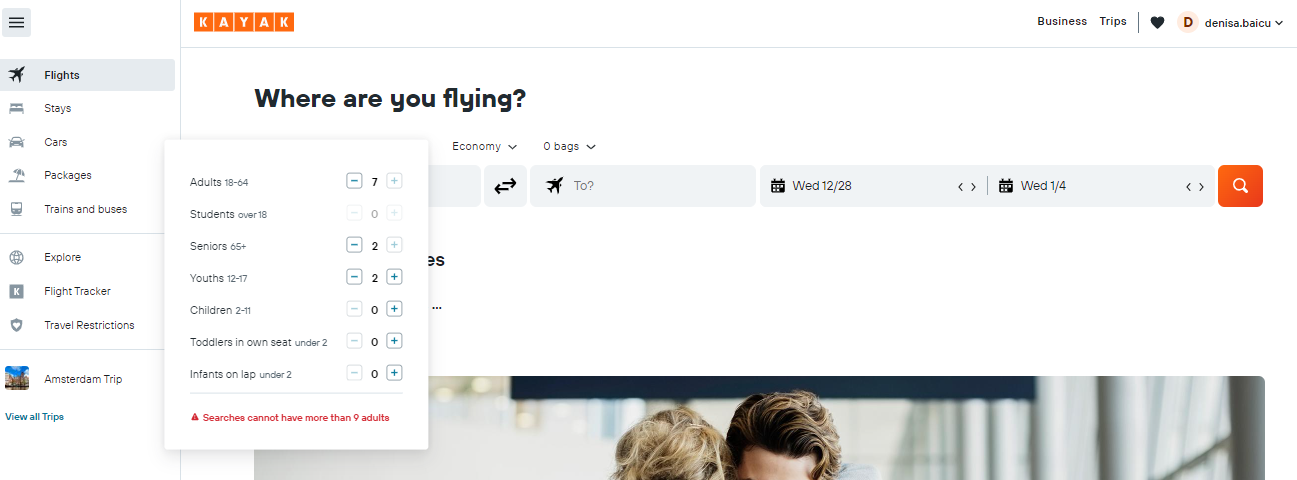 KAYAK
Business
Trips
D
denisa.baicu
Flights
Stays
Cars
Packages
Trains and buses
Explore
K
Flight Tracker
Travel Restrictions
Amsterdam Trip
View all Trips
Where are you flying?
Economy
0 bags
To?
Wed 12/28
Wed 1/4
Adults 18-64 − 7 +
Students over 18 − 0 +
Seniors 65+ − 2 +
Youths 12-17 − 2 +
Children 2-11 − 0 +
Toddlers in own seat under 2 − 0 +
Infants on lap under 2 − 0 +
Searches cannot have more than 9 adults
es
...